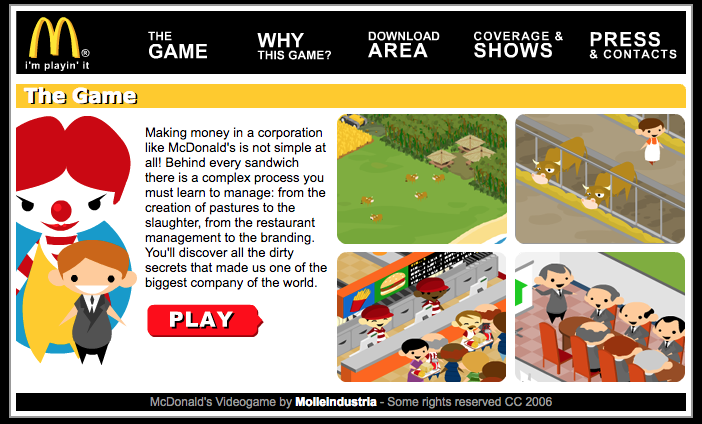 i'm playin' it ®
THE
GAME
WHY
THIS GAME?
DOWNLOAD
AREA
COVERAGE &
SHOWS
PRESS
& CONTACTS
The Game
Making money in a corporation
like McDonald's is not simple at
all! Behind every sandwich
there is a complex process you
must learn to manage: from the
creation of pastures to the
slaughter, from the restaurant
management to the branding.
You'll discover all the dirty
secrets that made us one of the
biggest company of the world.
PLAY
McDonald's Videogame by Molleindustria - Some rights reserved CC 2006